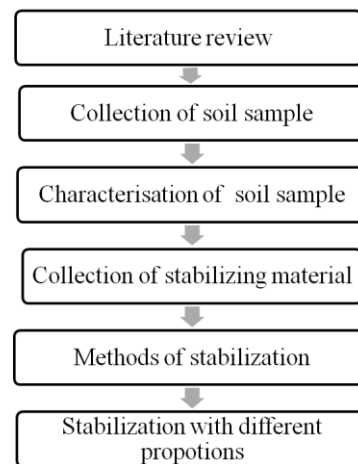 Literature review
Collection of soil sample
Characterisation of soil sample
Collection of stabilizing material
Methods of stabilization
Stabilization with different
propotions